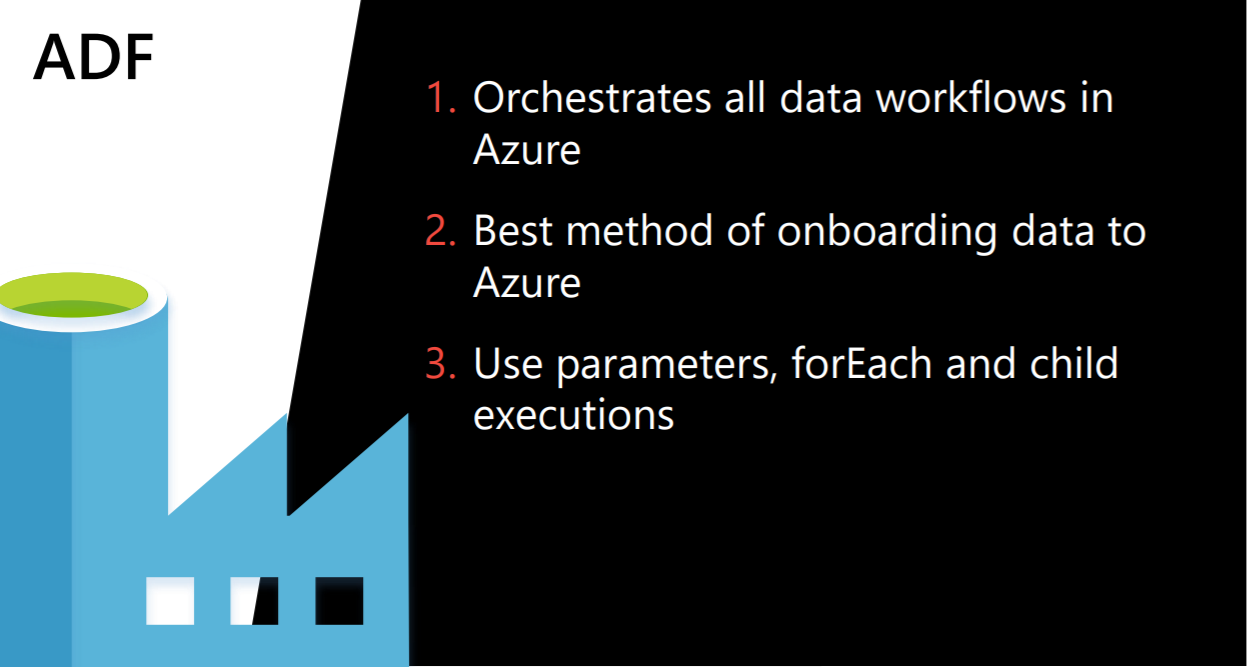 ADF
1. Orchestrates all data workflows in
Azure
2. Best method of onboarding data to
Azure
3. Use parameters, forEach and child
executions